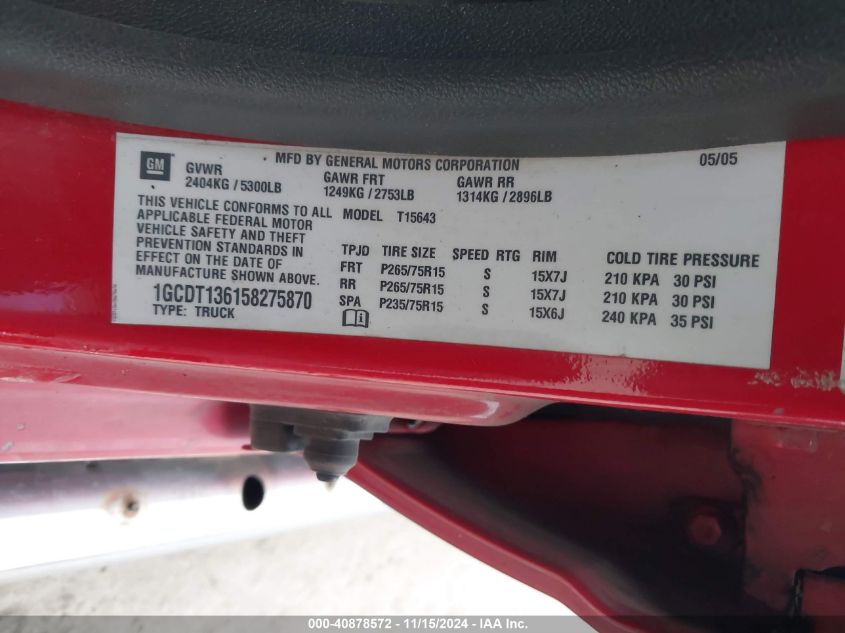 GM
MFD BY GENERAL MOTORS CORPORATION 05/05
GVWR GAWR FRT GAWR RR
2404KG / 5300LB 1249KG / 2753LB 1314KG / 2896LB
THIS VEHICLE CONFORMS TO ALL
APPLICABLE FEDERAL MOTOR
VEHICLE SAFETY AND THEFT
PREVENTION STANDARDS IN
EFFECT ON THE DATE OF
MANUFACTURE SHOWN ABOVE.
1GCDT136158275870
TYPE: TRUCK
MODEL T15643
TPJD TIRE SIZE SPEED RTG RIM COLD TIRE PRESSURE
FRT P265/75R15 S 15X7J 210 KPA 30 PSI
RR P265/75R15 S 15X7J 210 KPA 30 PSI
SPA P235/75R15 S 15X6J 240 KPA 35 PSI
000-40878572 - 11/15/2024 - IAA Inc.